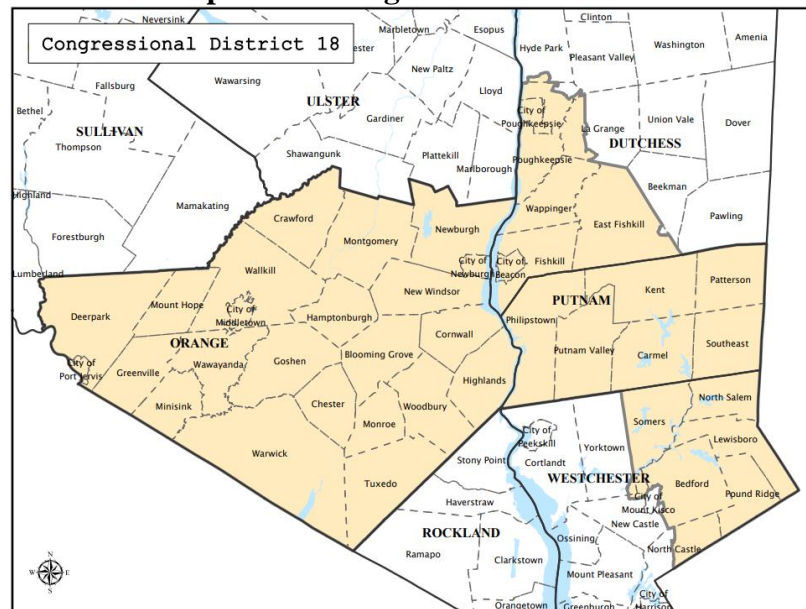 Congressional District 18
Neversink
Marbletown
Esopus
Clinton
Amenia
Washington
Hyde Park
Pleasant Valley
New Paltz
Wawarsing
Fallsburg
Lloyd
ULSTER
City of
Poughkeepsie
Bethel
Gardiner
Union Vale
Dover
SULLIVAN
La Grange
DUTCHESS
Thompson
Shawangunk
Plattekill
Marlborough
Poughkeepsie
Beekman
Highland
Mamakating
Wappinger
Pawling
Crawford
East Fishkill
Newburgh
Montgomery
Forestburgh
Lumberland
Wallkill
City of
Newburgh
City of
Beacon
Fishkill
Patterson
Kent
New Windsor
PUTNAM
Mount Hope
Deerpark
City of
Middletown
Hamptonburgh
Philipstown
Cornwall
ORANGE
Southeast
Putnam Valley
Carmel
Blooming Grove
City of
Port Jervis
Greenville
Wawayanda
Goshen
Highlands
North Salem
Minisink
Chester
Woodbury
Somers
Monroe
City of
Peekskill
Lewisboro
Yorktown
Warwick
Stony Point
Cortlandt
WESTCHESTER
Tuxedo
Bedford
Pound Ridge
City of
Mount Kisco
Haverstraw
New Castle
ROCKLAND
Ossining
North Castle
Ramapo
Clarkstown
Mount Pleasant
City of
Harrison
Orangetown
Greenburgh
N
W
E
S